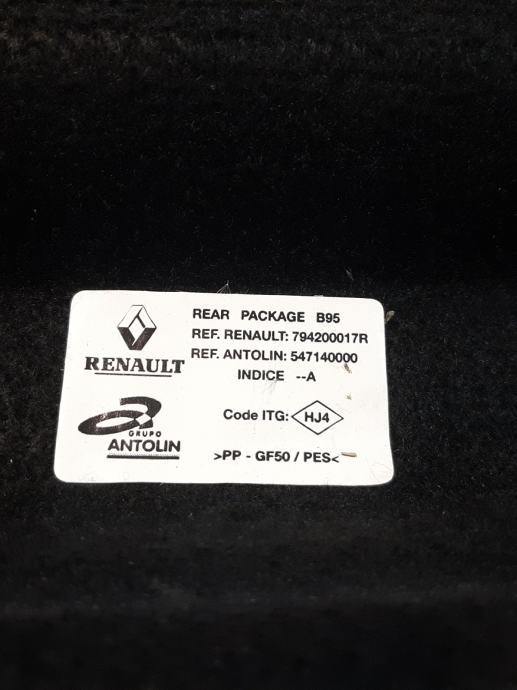 RENAULT
REAR PACKAGE B95
REF. RENAULT: 794200017R
REF. ANTOLIN: 547140000
INDICE --A
GRUPO
ANTOLIN
Code ITG: HJ4
>PP - GF50 / PES<